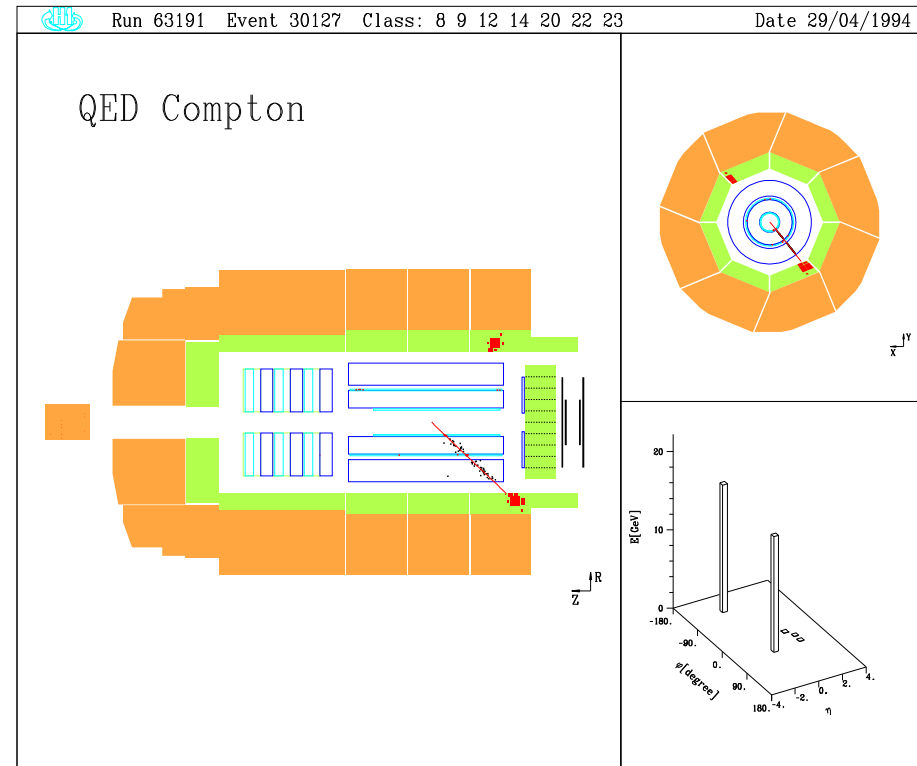 Run 63191 Event 30127 Class: 8 9 12 14 20 22 23 Date 29/04/1994
QED Compton
Y
X
R
Z
E[GeV]
20
10
0
-180.
-90.
0.
90.
180.
φ[degree]
-4.
-2.
0.
2.
4.
η